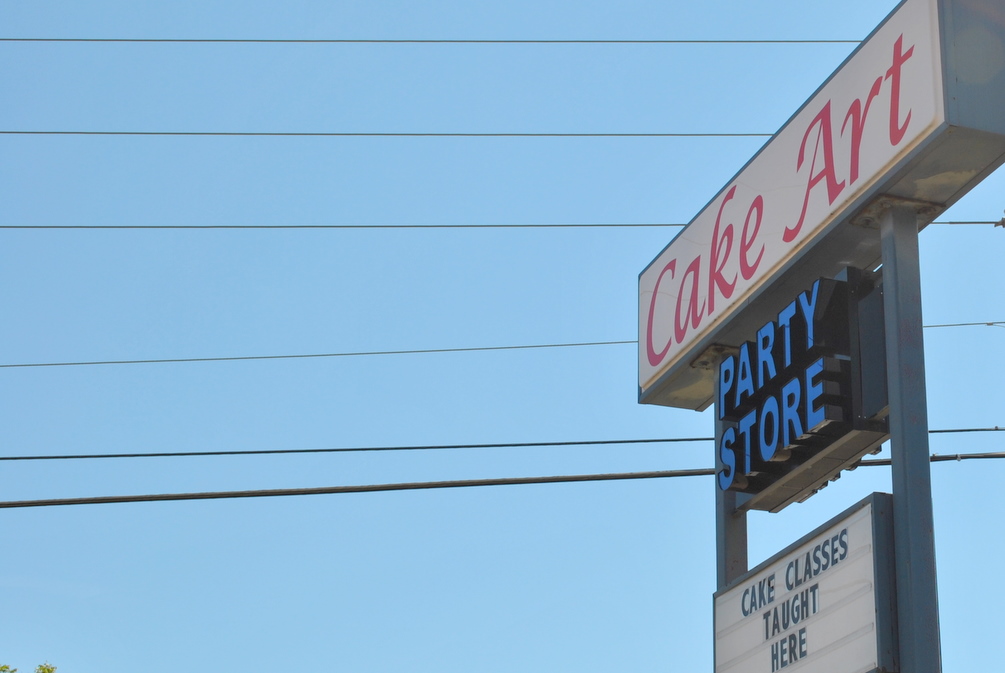 Cake Art
PARTY
STORE
CAKE CLASSES
TAUGHT
HERE